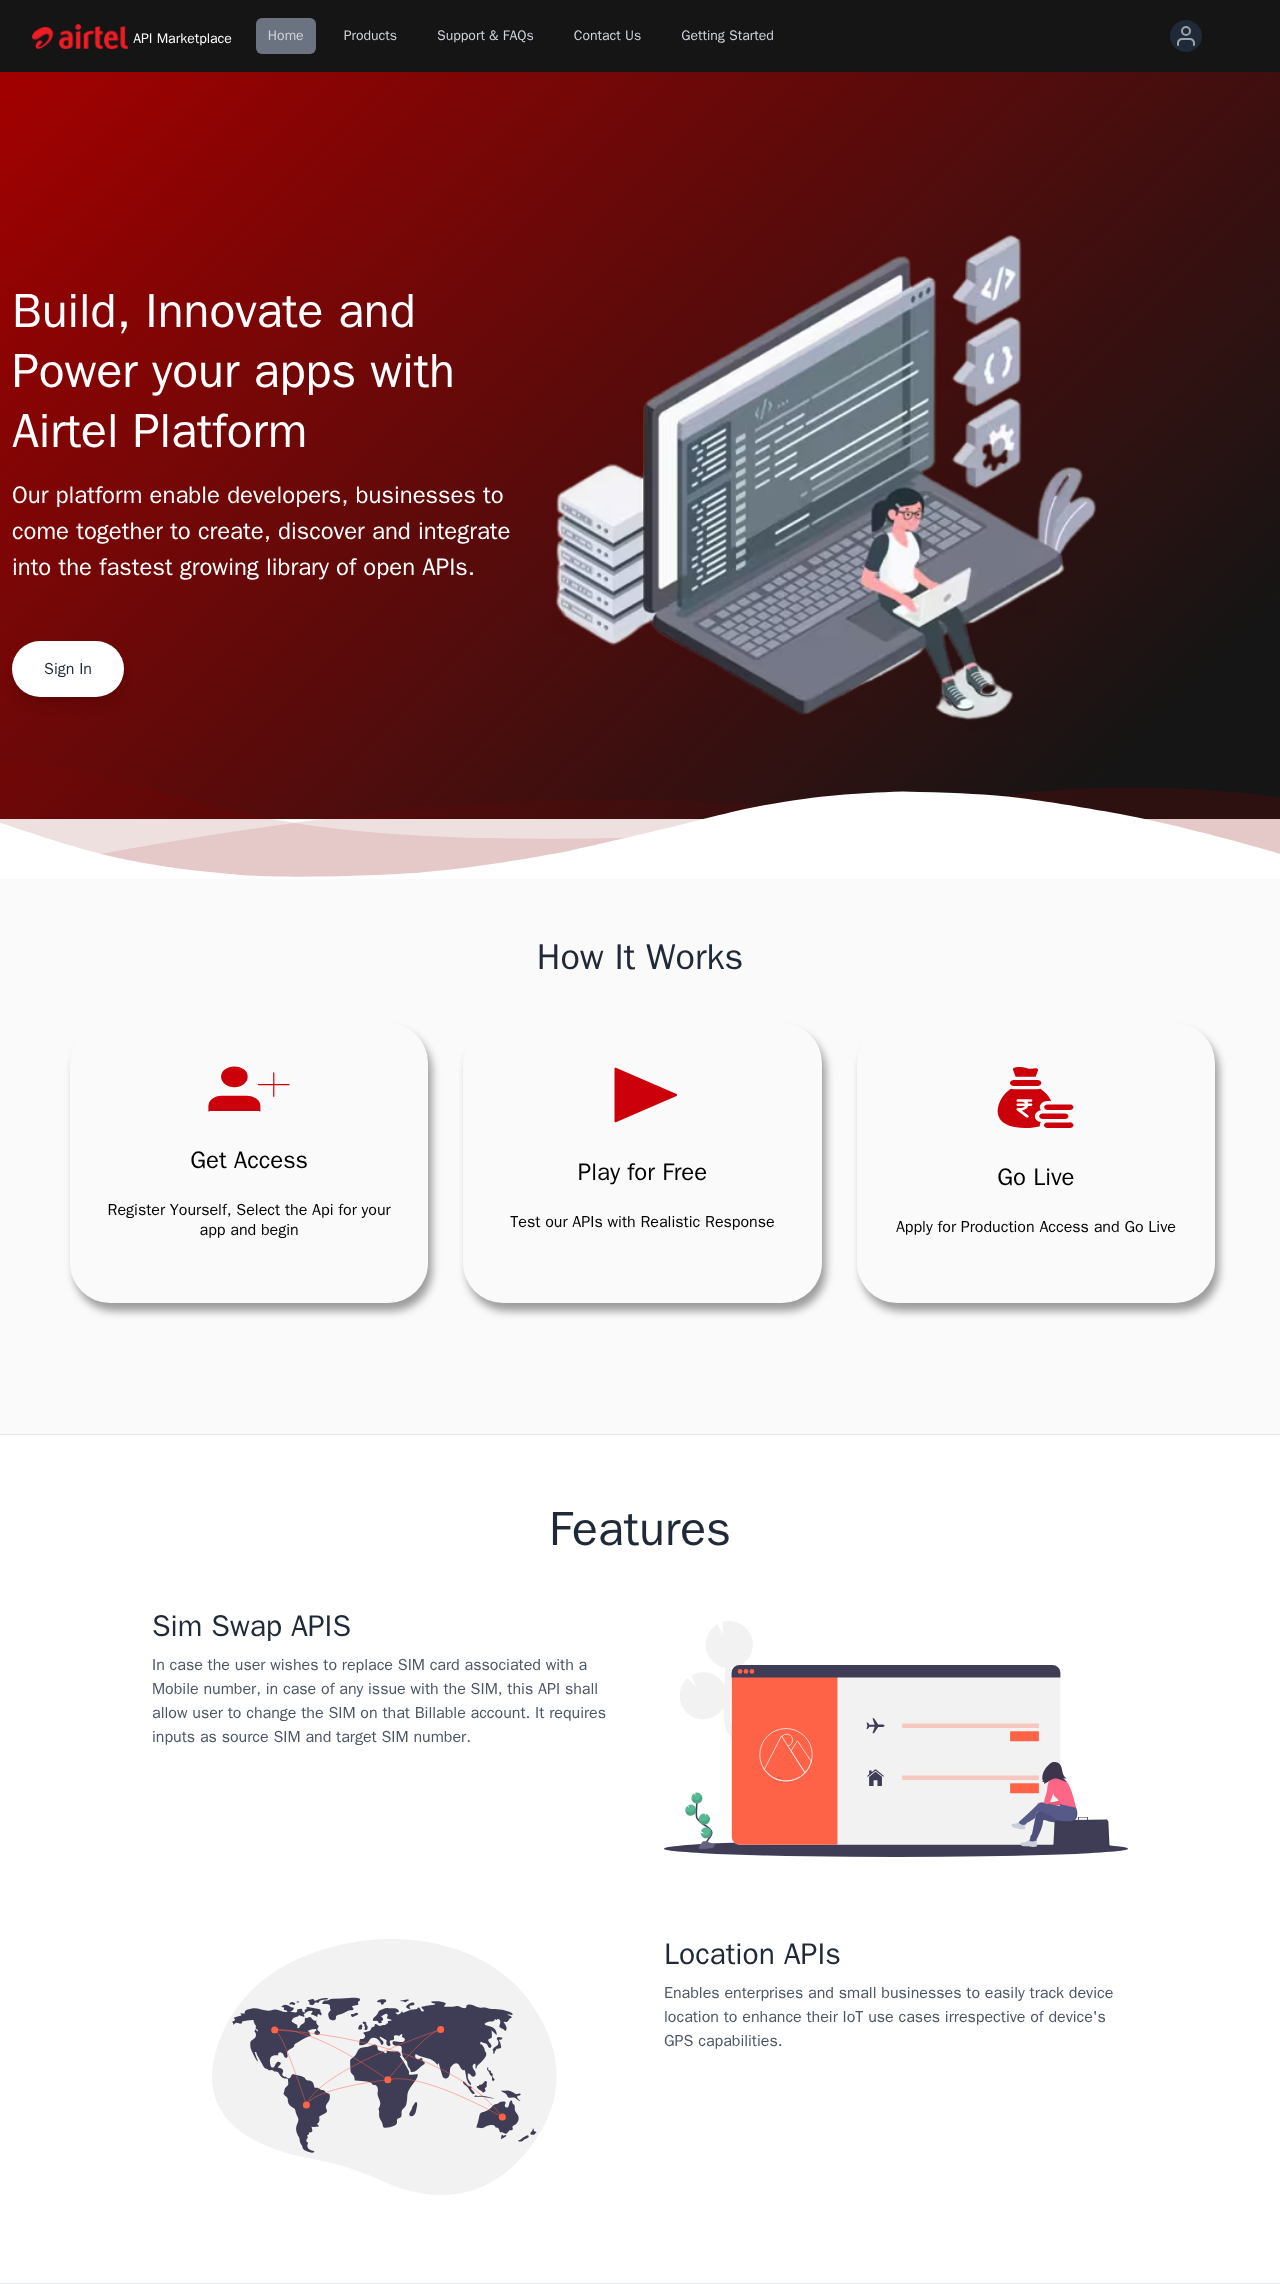 airtel API Marketplace
Home
Products
Support & FAQs
Contact Us
Getting Started
Build, Innovate and
Power your apps with
Airtel Platform
Our platform enable developers, businesses to
come together to create, discover and integrate
into the fastest growing library of open APIs.
Sign In
How It Works
Get Access
Register Yourself, Select the Api for your
app and begin
Play for Free
Test our APIs with Realistic Response
Go Live
Apply for Production Access and Go Live
Features
Sim Swap APIS
In case the user wishes to replace SIM card associated with a
Mobile number, in case of any issue with the SIM, this API shall
allow user to change the SIM on that Billable account. It requires
inputs as source SIM and target SIM number.
Location APIs
Enables enterprises and small businesses to easily track device
location to enhance their IoT use cases irrespective of device's
GPS capabilities.